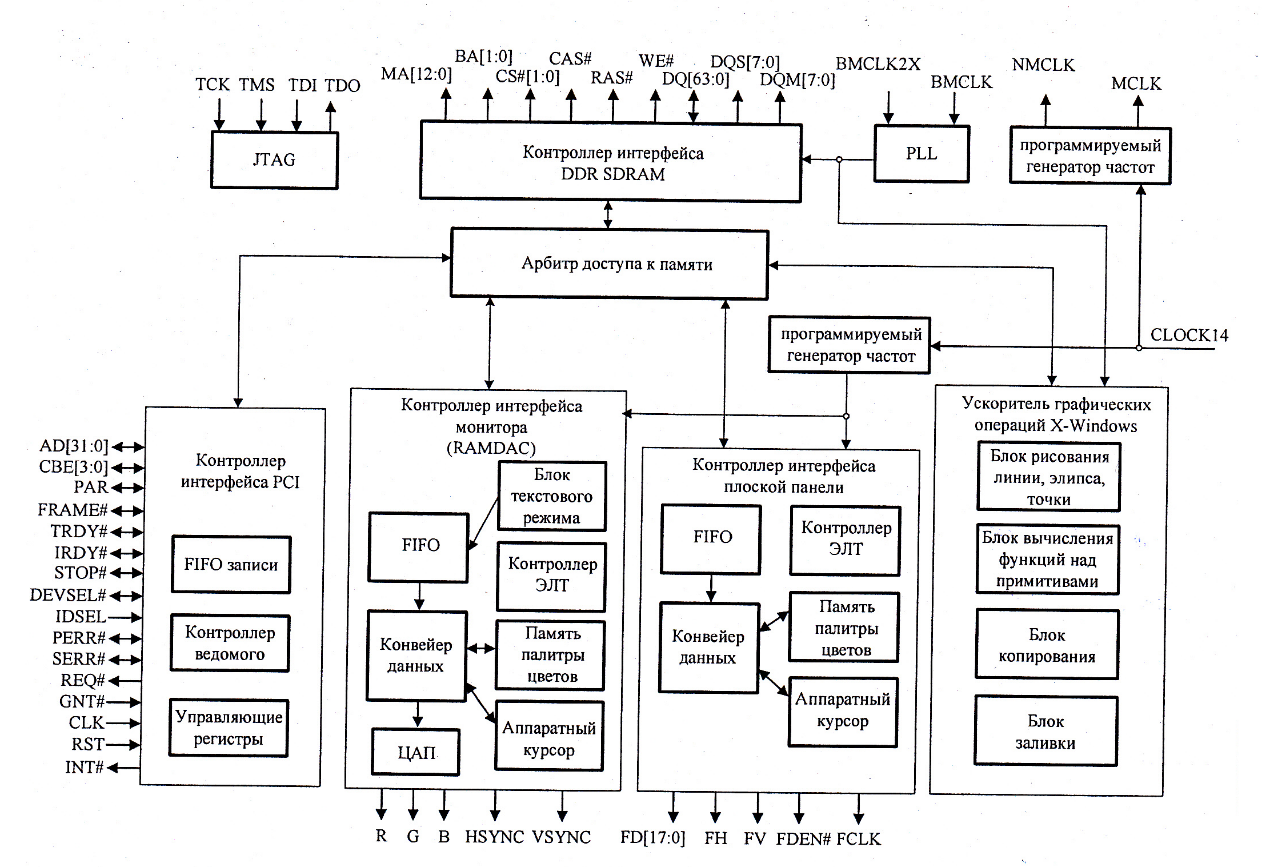 TCK TMS TDI TDO
JTAG
MA[12:0]
BA[1:0]
CS#[1:0]
CAS#
RAS#
WE#
DQ[63:0]
DQS[7:0]
DQM[7:0]
BMCLK2X
BMCLK
NMCLK
MCLK
Контроллер интерфейса
DDR SDRAM
PLL
программируемый
генератор частот
Арбитр доступа к памяти
программируемый
генератор частот
CLOCK14
AD[31:0]
CBE[3:0]
PAR
FRAME#
TRDY#
IRDY#
STOP#
DEVSEL#
IDSEL
PERR#
SERR#
REQ#
GNT#
CLK
RST
INT#
Контроллер
интерфейса PCI
FIFO записи
Контроллер
ведомого
Управляющие
регистры
Контроллер интерфейса
монитора
(RAMDAC)
Блок
текстового
режима
FIFO
Контроллер
ЭЛТ
Конвейер
данных
Память
палитры
цветов
ЦАП
Аппаратный
курсор
R G B HSYNC VSYNC
Контроллер интерфейса
плоской панели
FIFO
Контроллер
ЭЛТ
Конвейер
данных
Память
палитры
цветов
Аппаратный
курсор
FD[17:0] FH FV FDEN# FCLK
Ускоритель графических
операций X-Windows
Блок рисования
линии, элипса,
точки
Блок вычисления
функций над
примитивами
Блок
копирования
Блок
заливки